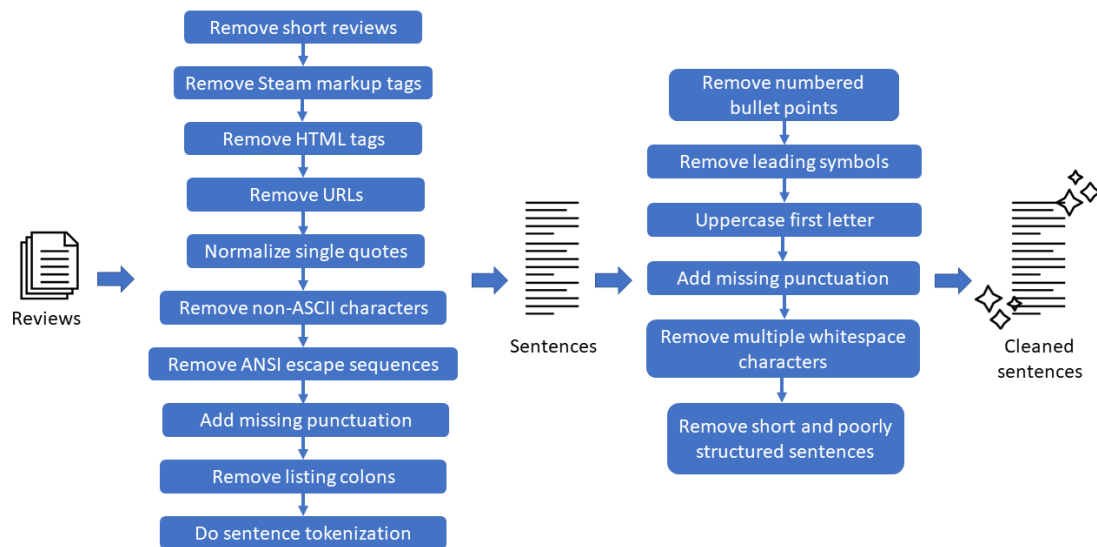 Reviews
Remove short reviews
Remove Steam markup tags
Remove HTML tags
Remove URLs
Normalize single quotes
Remove non-ASCII characters
Remove ANSI escape sequences
Add missing punctuation
Remove listing colons
Do sentence tokenization
Sentences
Remove numbered
bullet points
Remove leading symbols
Uppercase first letter
Add missing punctuation
Remove multiple whitespace
characters
Remove short and poorly
structured sentences
Cleaned
sentences